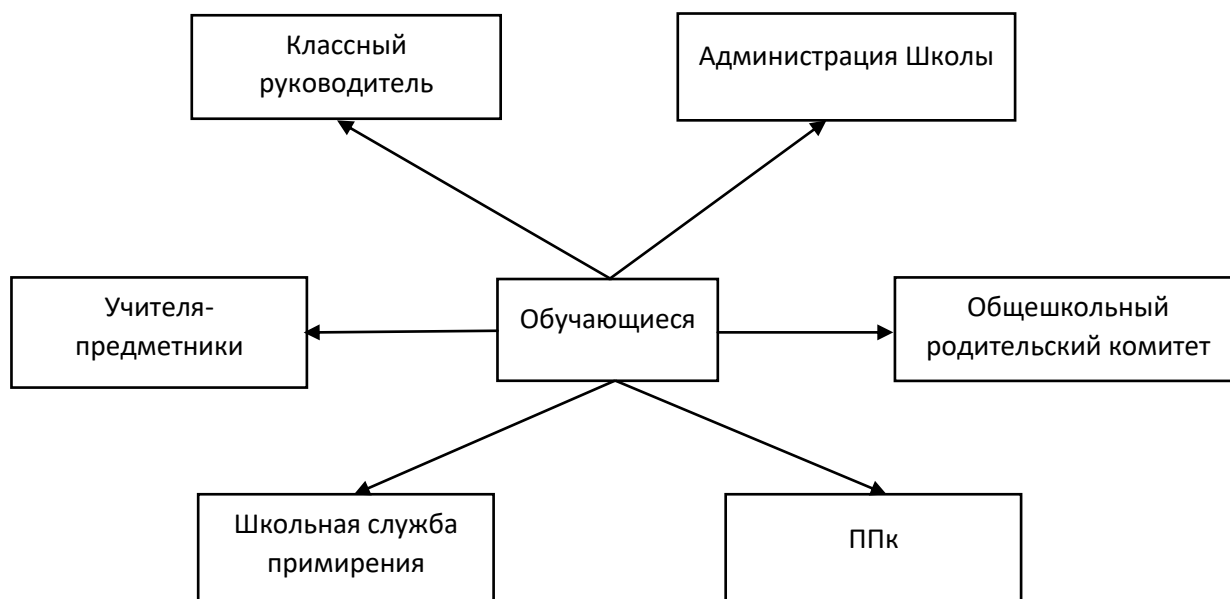 Классный
руководитель
Администрация Школы
Учителя-
предметники
Обучающиеся
Общешкольный
родительский комитет
Школьная служба
примирения
ППк